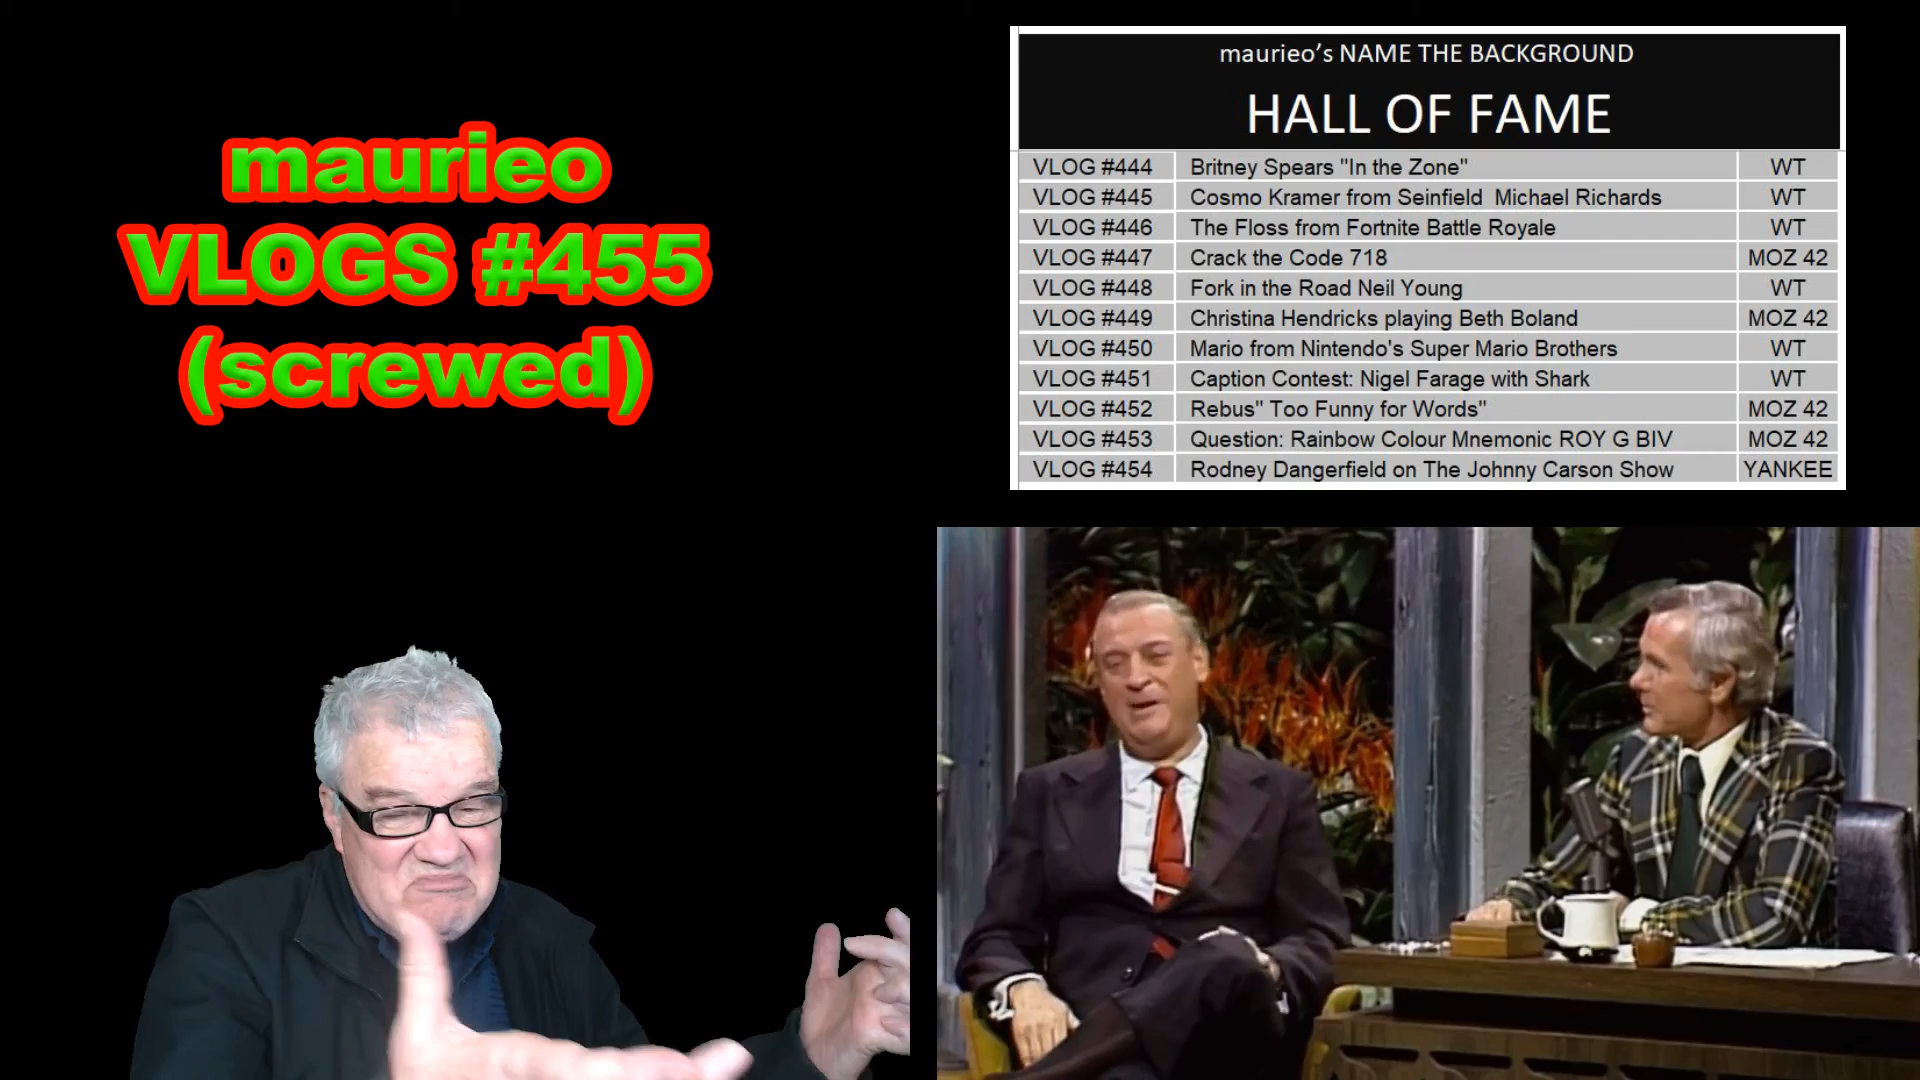 maurieo
VLOGS #455
(screwed)
maurieo’s NAME THE BACKGROUND
HALL OF FAME
VLOG #444 Britney Spears "In the Zone" WT
VLOG #445 Cosmo Kramer from Seinfield Michael Richards WT
VLOG #446 The Floss from Fortnite Battle Royale WT
VLOG #447 Crack the Code 718 MOZ 42
VLOG #448 Fork in the Road Neil Young WT
VLOG #449 Christina Hendricks playing Beth Boland MOZ 42
VLOG #450 Mario from Nintendo's Super Mario Brothers WT
VLOG #451 Caption Contest: Nigel Farage with Shark WT
VLOG #452 Rebus" Too Funny for Words" MOZ 42
VLOG #453 Question: Rainbow Colour Mnemonic ROY G BIV MOZ 42
VLOG #454 Rodney Dangerfield on The Johnny Carson Show YANKEE